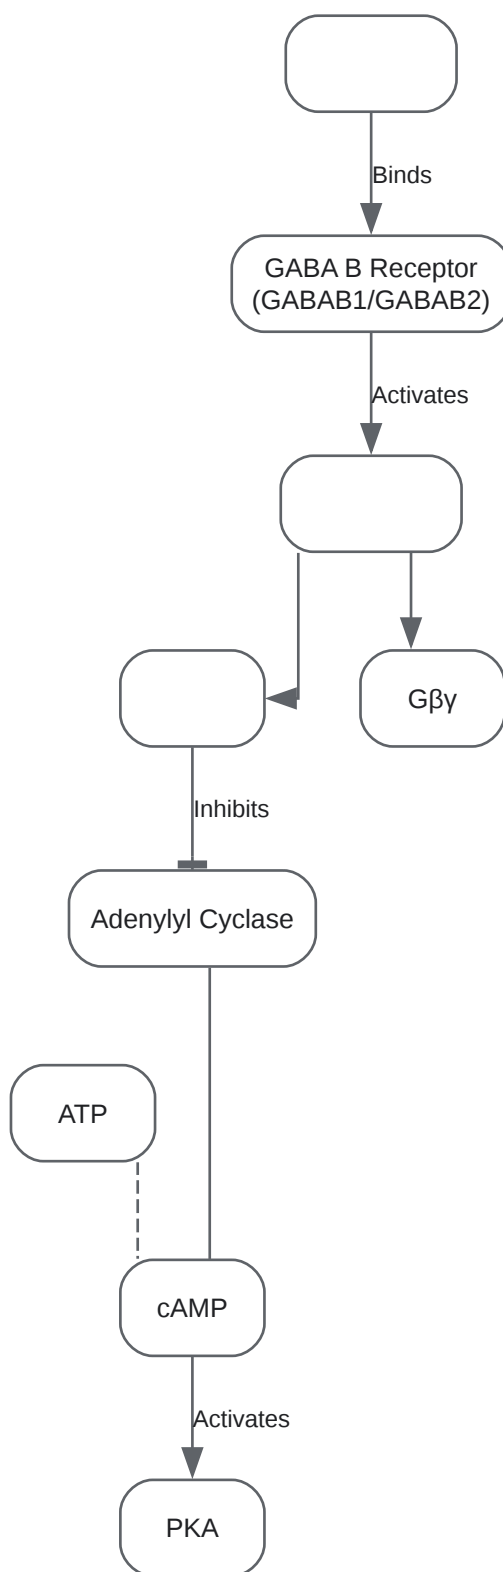 Binds
GABA B Receptor
(GABAB1/GABAB2)
Activates
Gβγ
Inhibits
Adenylyl Cyclase
ATP
cAMP
Activates
PKA